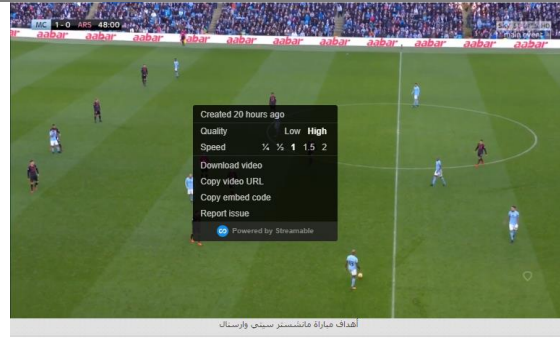 MC 1-0 ARS 48:00
aabar aabar aabar aabar aabar aabar aabar aabar aabar
main event
Created 20 hours ago
Quality Low High
Speed ¼ ½ 1 1.5 2
Download video
Copy video URL
Copy embed code
Report issue
Powered by Streamable
أهداف مباراة مانشستر سيتي وارسنال